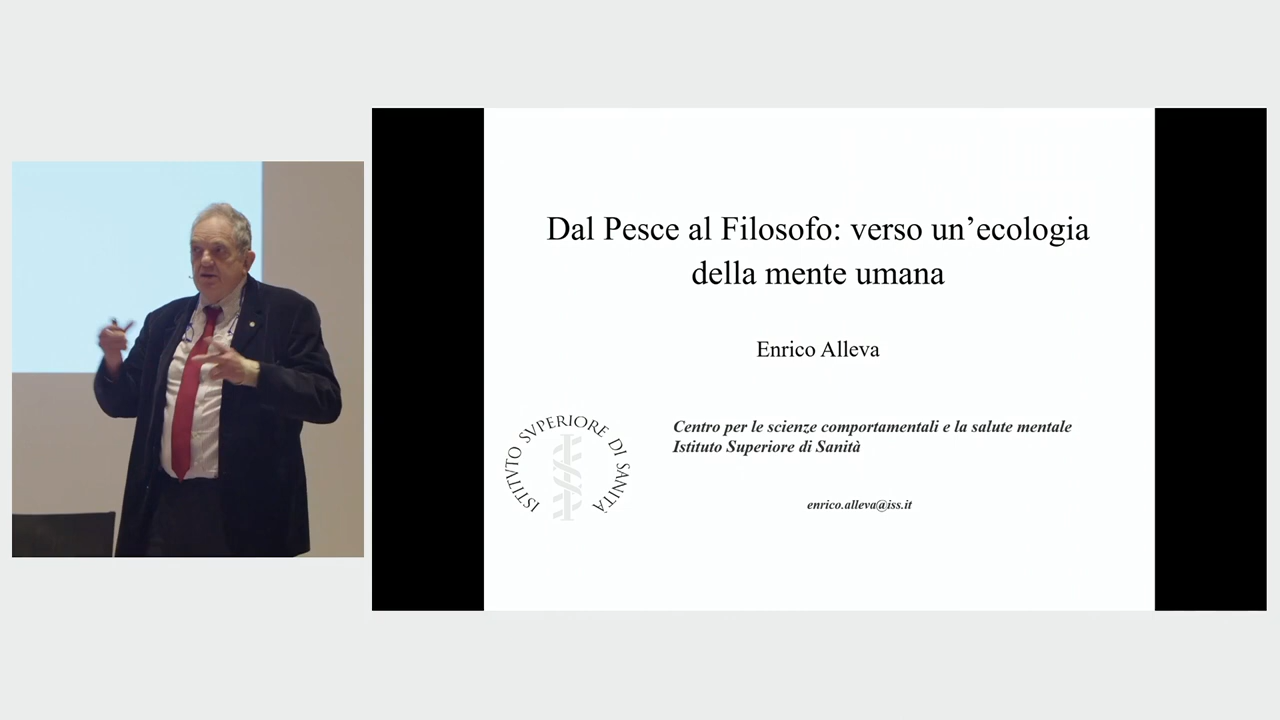 Dal Pesce al Filosofo: verso un’ecologia
della mente umana
Enrico Alleva
ISTITVTO SVPERIORE DI SANITÀ
Centro per le scienze comportamentali e la salute mentale
Istituto Superiore di Sanità
enrico.alleva@iss.it